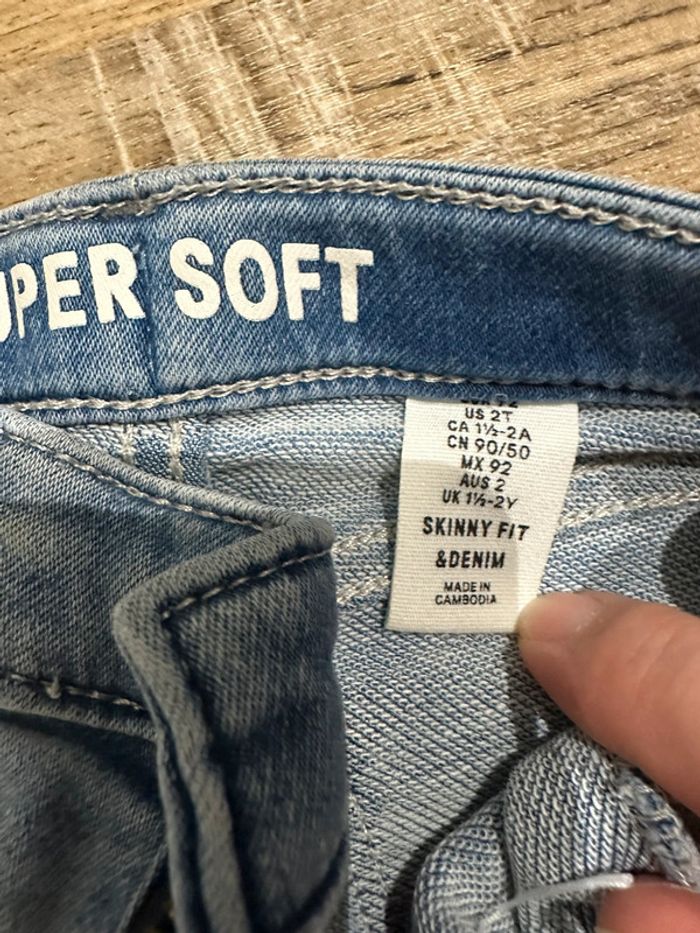 SUPER SOFT
US 2T
CA 1½-2A
CN 90/50
MX 92
AUS 2
UK 1½-2Y
SKINNY FIT
&DENIM
MADE IN
CAMBODIA